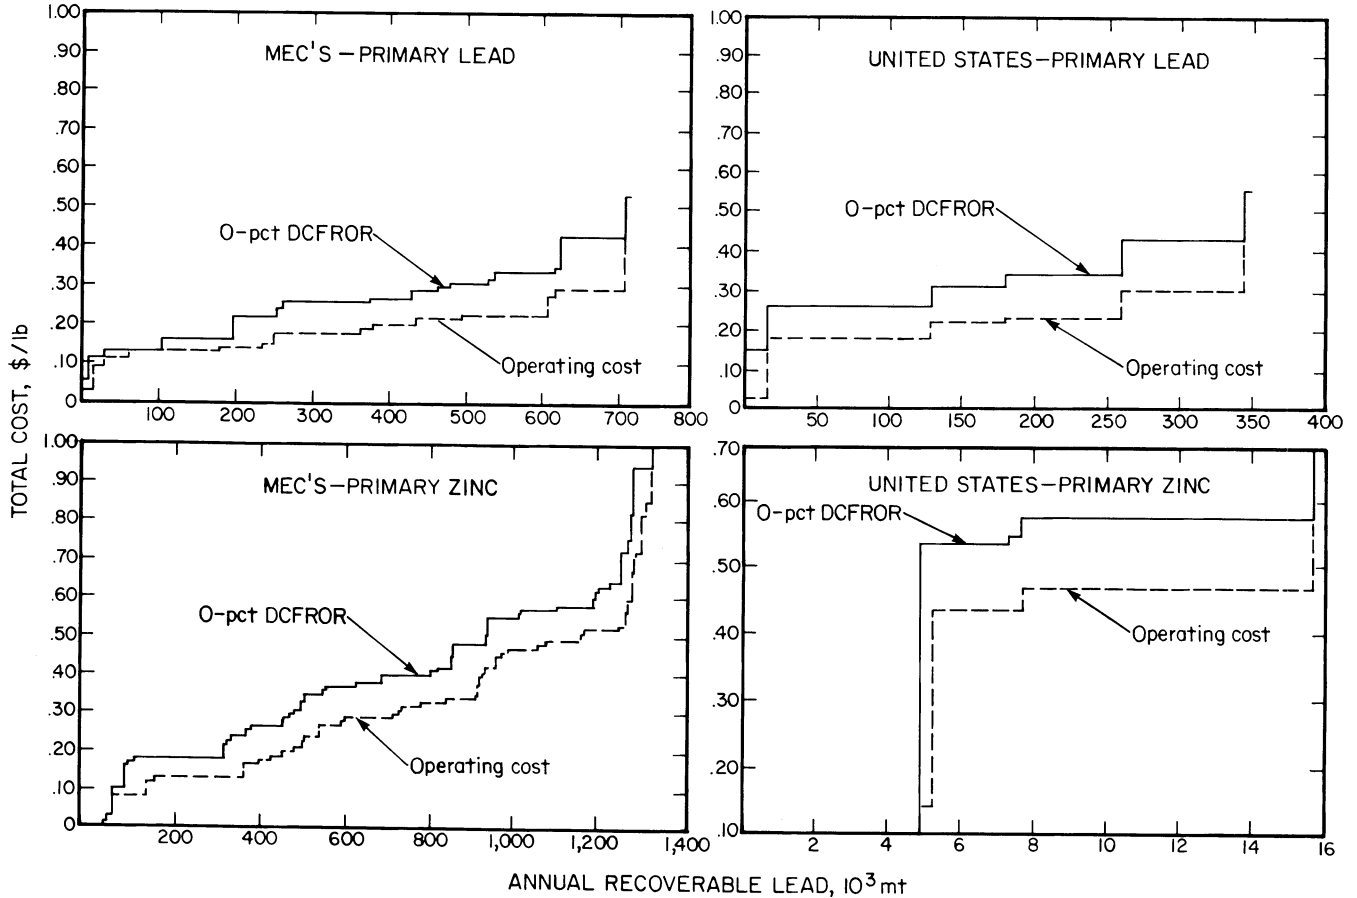 TOTAL COST, $/lb
MEC'S — PRIMARY LEAD
1.00
.90
.80
.70
.60
.50
.40
.30
.20
.10
0
O-pct DCFROR
Operating cost
100 200 300 400 500 600 700 800
UNITED STATES — PRIMARY LEAD
1.00
.90
.80
.70
.60
.50
.40
.30
.20
.10
0
O-pct DCFROR
Operating cost
50 100 150 200 250 300 350 400
MEC'S — PRIMARY ZINC
1.00
.90
.80
.70
.60
.50
.40
.30
.20
.10
0
O-pct DCFROR
Operating cost
200 400 600 800 1,000 1,200 1,400
UNITED STATES — PRIMARY ZINC
.70
.60
.50
.40
.30
.20
.10
O-pct DCFROR
Operating cost
2 4 6 8 10 12 14 16
ANNUAL RECOVERABLE LEAD, 10³ mt